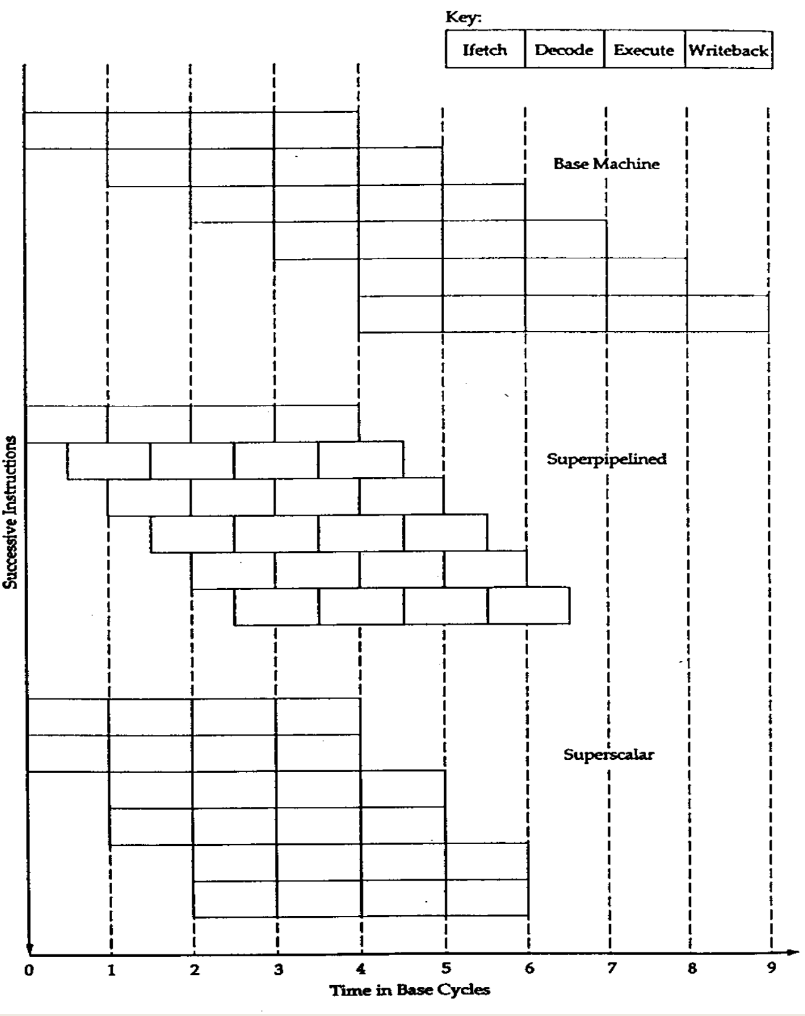 Key:
Ifetch Decode Execute Writeback
Base Machine
Superpipelined
Successive Instructions
Superscalar
0 1 2 3 4 5 6 7 8 9
Time in Base Cycles